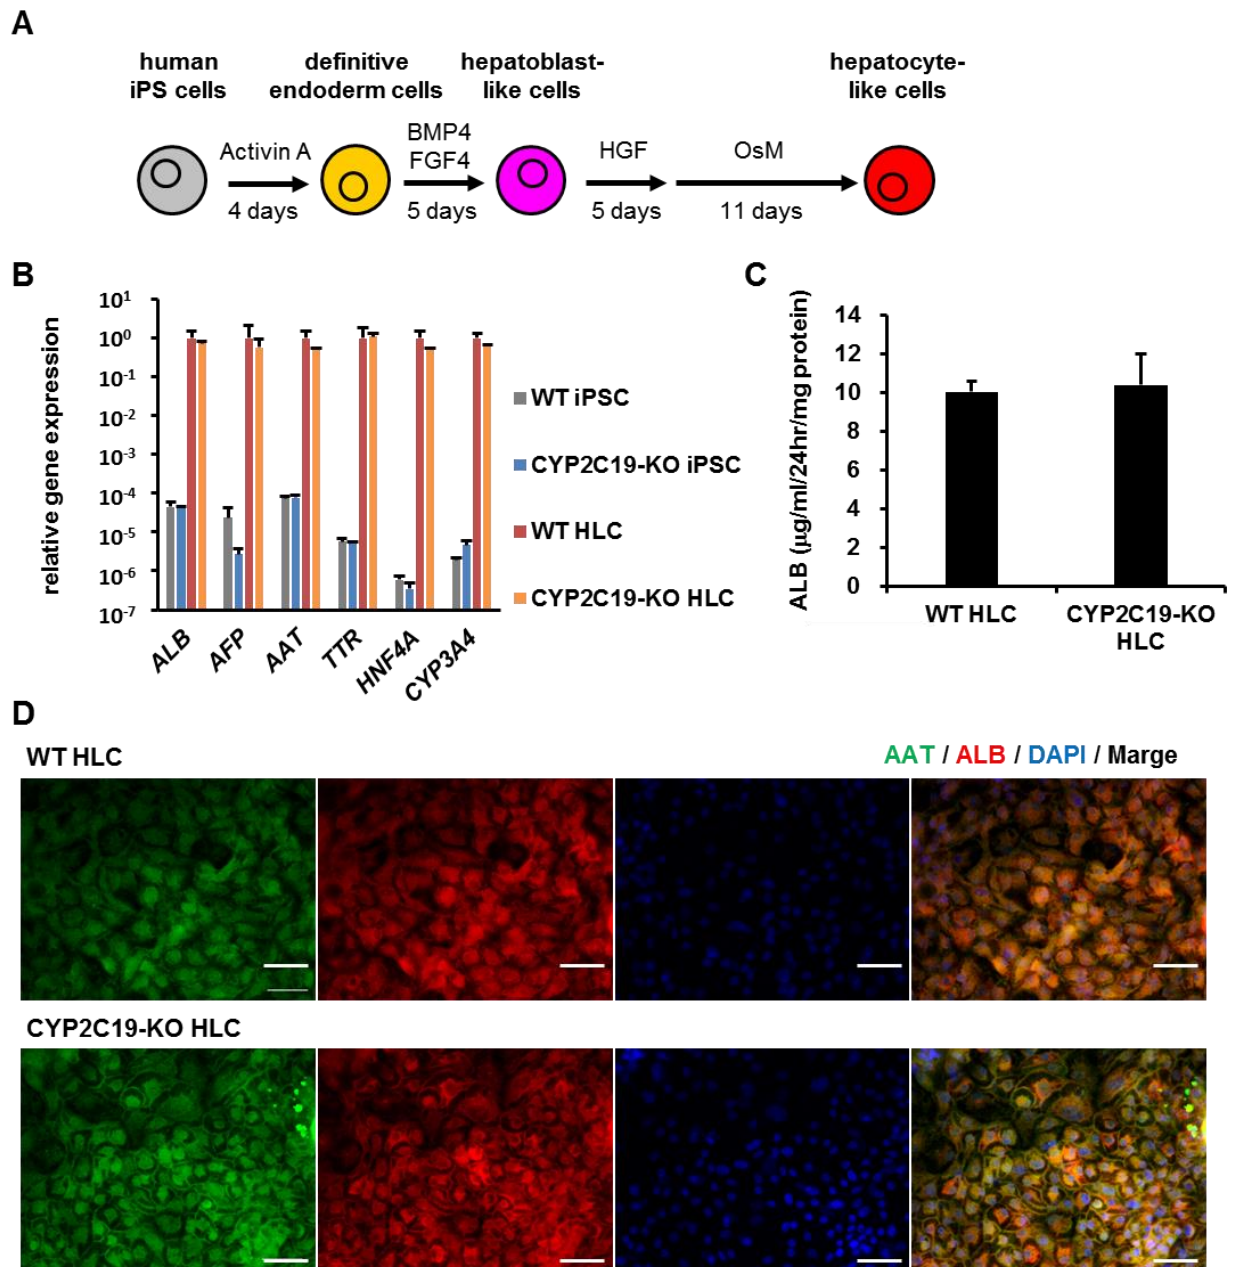 A
human
iPS cells
definitive
endoderm cells
hepatoblast-
like cells
hepatocyte-
like cells
Activin A
4 days
BMP4
FGF4
5 days
HGF
5 days
OsM
11 days
B
relative gene expression
10¹
10⁰
10⁻¹
10⁻²
10⁻³
10⁻⁴
10⁻⁵
10⁻⁶
10⁻⁷
ALB
AFP
AAT
TTR
HNF4A
CYP3A4
WT iPSC
CYP2C19-KO iPSC
WT HLC
CYP2C19-KO HLC
C
ALB (μg/ml/24hr/mg protein)
14
12
10
8
6
4
2
0
WT HLC
CYP2C19-KO
HLC
D
WT HLC
AAT / ALB / DAPI / Marge
CYP2C19-KO HLC